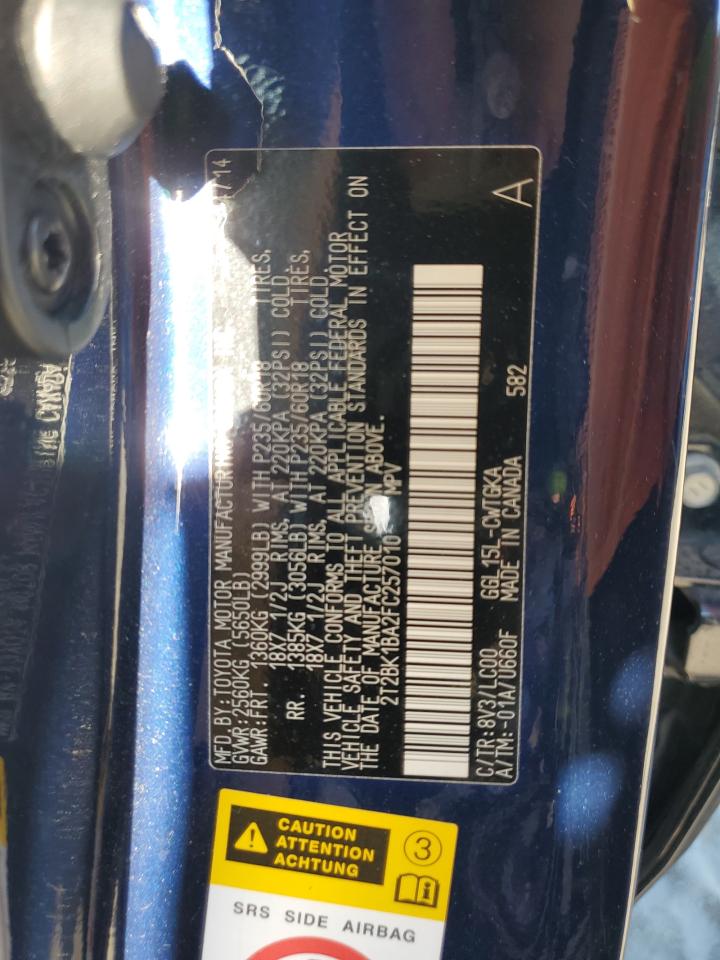 MFD.BY:TOYOTA MOTOR MANUFACTURING
/14
GVWR:2560KG (5650LB)
GAWR:FRT 1360KG (2999LB) WITH P235/60R18 TIRES,
18X7 1/2J RIMS, AT 220KPA (32PSI) COLD
RR. 1385KG (3056LB) WITH P235/60R18 TIRES,
18X7 1/2J RIMS, AT 220KPA (32PSI) COLD.
THIS VEHICLE CONFORMS TO ALL APPLICABLE FEDERAL MOTOR
VEHICLE SAFETY AND THEFT PREVENTION STANDARDS IN EFFECT ON
THE DATE OF MANUFACTURE SHOWN ABOVE.
2T2BK1BA2FC257010 MPV
C/TR:8V3/LC00 GGL15L-CWTGKA
A/TM:-01A/U660F MADE IN CANADA 582
A
CAUTION
ATTENTION
ACHTUNG
3
SRS SIDE AIRBAG